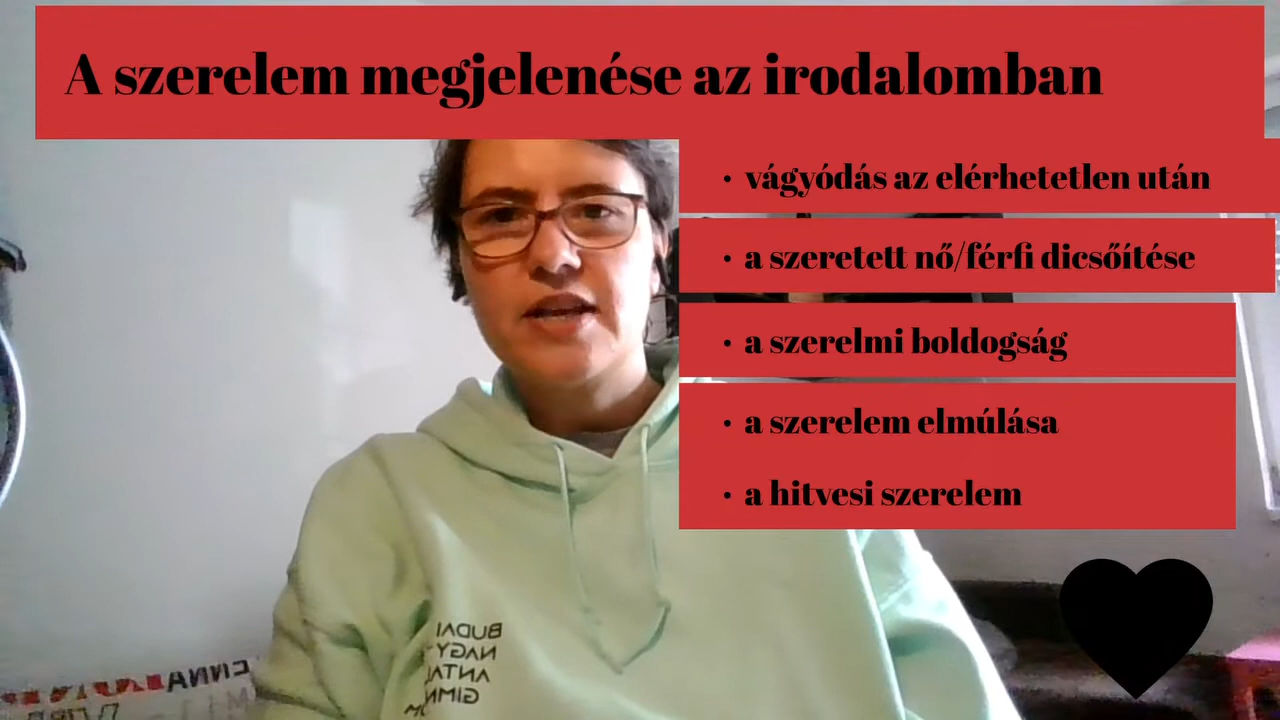 A szerelem megjelenése az irodalomban
• vágyódás az elérhetetlen után
• a szeretett nő/férfi dicsőítése
• a szerelmi boldogság
• a szerelem elmúlása
• a hitvesi szerelem
BUDAI
NAGY
ANTAL